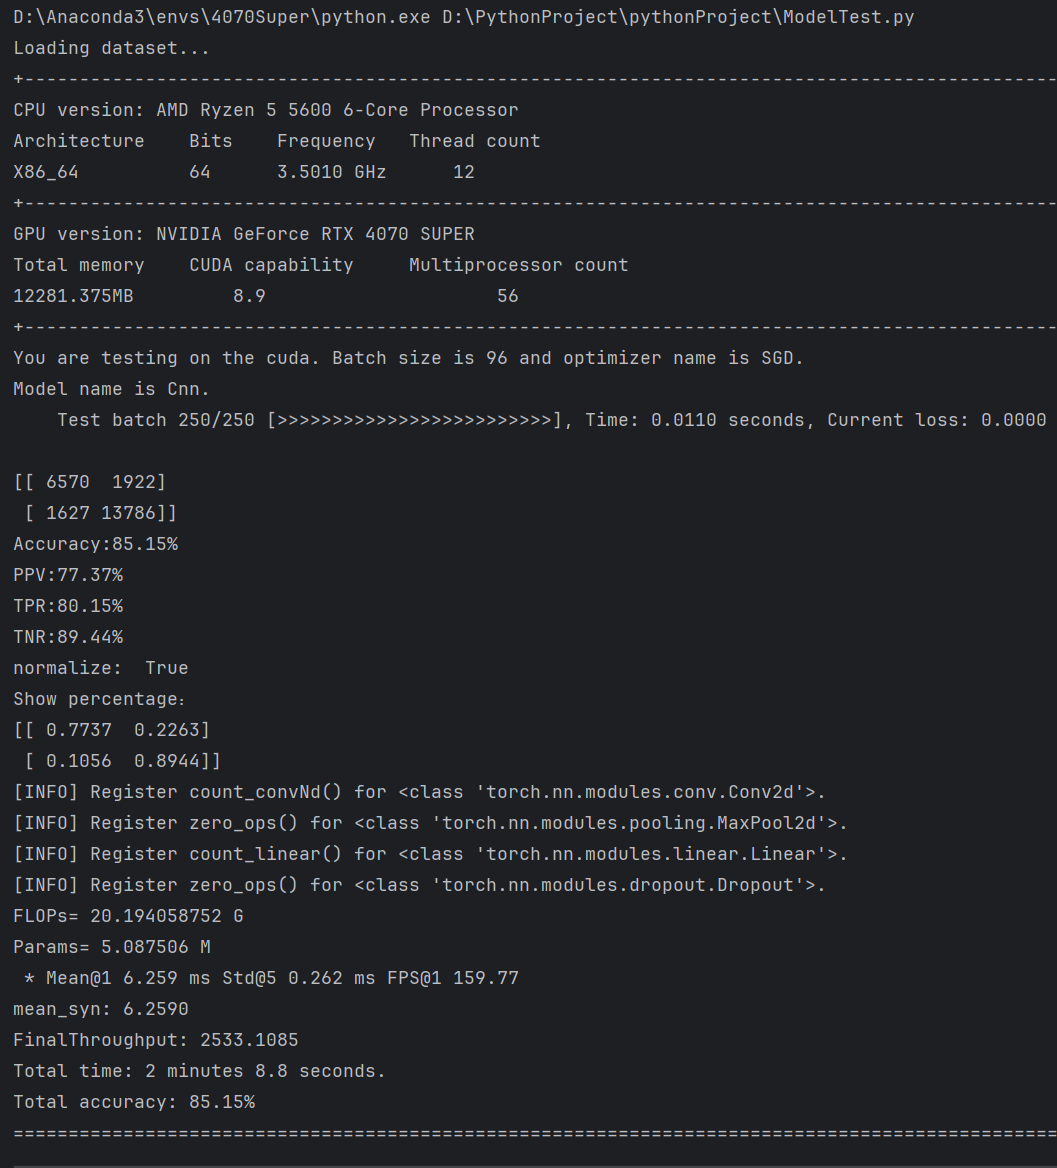 D:\Anaconda3\envs\4070Super\python.exe D:\PythonProject\pythonProject\ModelTest.py
Loading dataset...
+-----------------------------------------------------------------------------------------------
CPU version: AMD Ryzen 5 5600 6-Core Processor
Architecture    Bits    Frequency   Thread count
X86_64          64      3.5010 GHz      12
+-----------------------------------------------------------------------------------------------
GPU version: NVIDIA GeForce RTX 4070 SUPER
Total memory    CUDA capability     Multiprocessor count
12281.375MB         8.9                     56
+-----------------------------------------------------------------------------------------------
You are testing on the cuda. Batch size is 96 and optimizer name is SGD.
Model name is Cnn.
    Test batch 250/250 [>>>>>>>>>>>>>>>>>>>>>>>>>], Time: 0.0110 seconds, Current loss: 0.0000
[[ 6570  1922]
 [ 1627 13786]]
Accuracy:85.15%
PPV:77.37%
TPR:80.15%
TNR:89.44%
normalize:  True
Show percentage:
[[ 0.7737  0.2263]
 [ 0.1056  0.8944]]
[INFO] Register count_convNd() for <class 'torch.nn.modules.conv.Conv2d'>.
[INFO] Register zero_ops() for <class 'torch.nn.modules.pooling.MaxPool2d'>.
[INFO] Register count_linear() for <class 'torch.nn.modules.linear.Linear'>.
[INFO] Register zero_ops() for <class 'torch.nn.modules.dropout.Dropout'>.
FLOPs= 20.194058752 G
Params= 5.087506 M
 * Mean@1 6.259 ms Std@5 0.262 ms FPS@1 159.77
mean_syn: 6.2590
FinalThroughput: 2533.1085
Total time: 2 minutes 8.8 seconds.
Total accuracy: 85.15%
================================================================================================